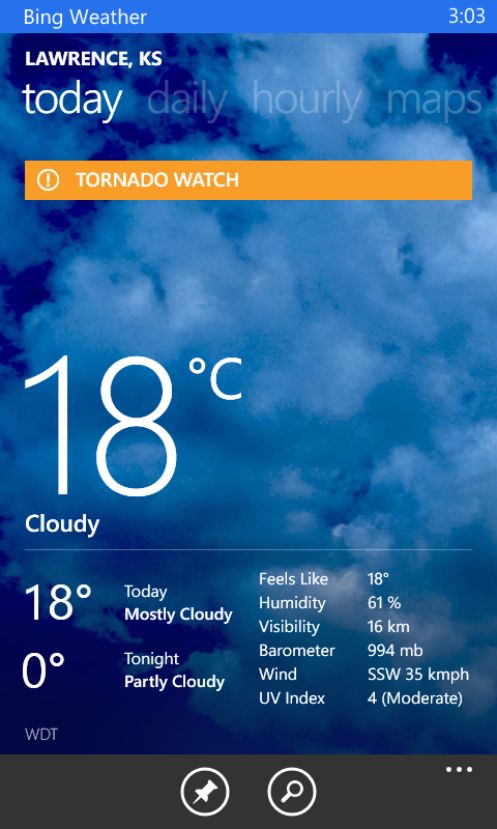 Bing Weather 3:03
LAWRENCE, KS
today daily hourly maps
TORNADO WATCH
18 °C
Cloudy
18° Today
Mostly Cloudy
0° Tonight
Partly Cloudy
Feels Like 18°
Humidity 61 %
Visibility 16 km
Barometer 994 mb
Wind SSW 35 kmph
UV Index 4 (Moderate)
WDT